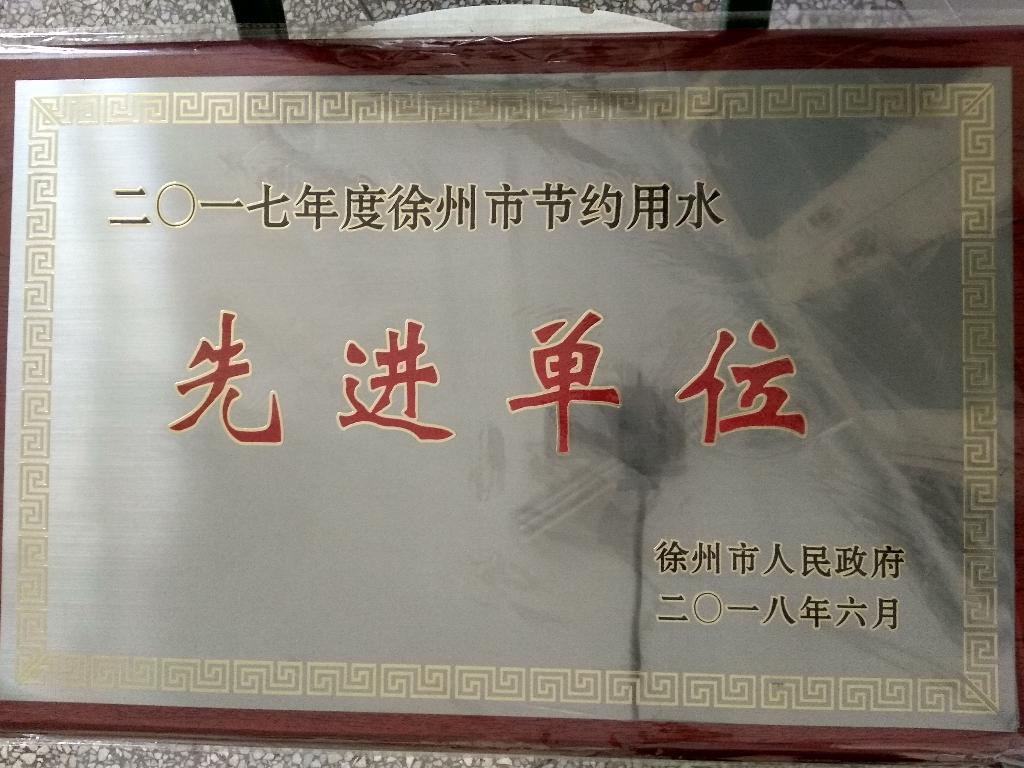 二〇一七年度徐州市节约用水
先进单位
徐州市人民政府
二〇一八年六月